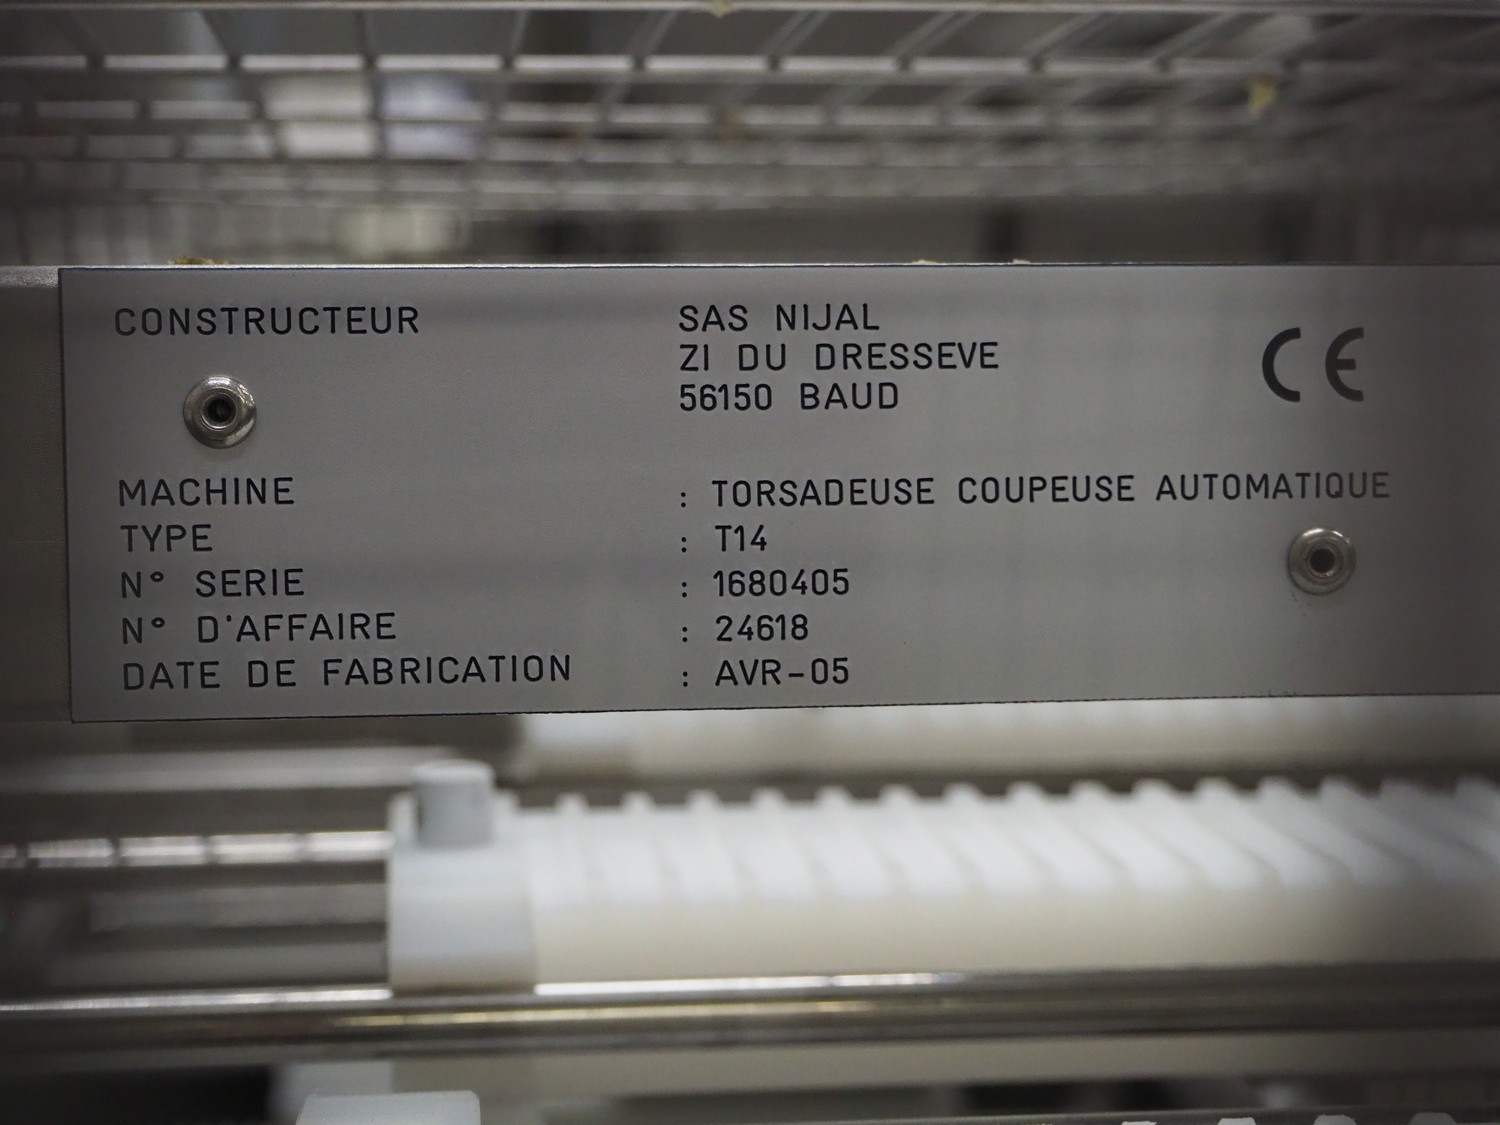 CONSTRUCTEUR SAS NIJAL
ZI DU DRESSEVE
56150 BAUD
CE
MACHINE : TORSADEUSE COUPEUSE AUTOMATIQUE
TYPE : T14
N° SERIE : 1680405
N° D'AFFAIRE : 24618
DATE DE FABRICATION : AVR-05